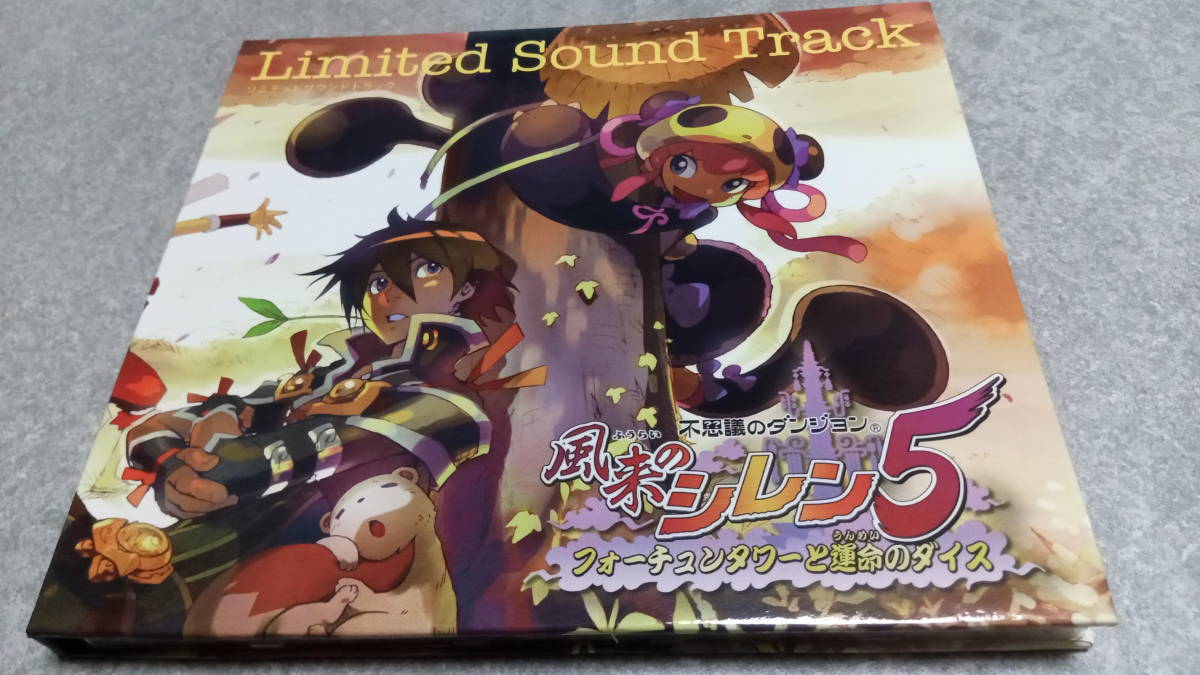 Limited Sound Track
リミテッドサウンドトラック
不思議のダンジョン®
ふうらい
風来のシレン5
うんめい
フォーチュンタワーと運命のダイス